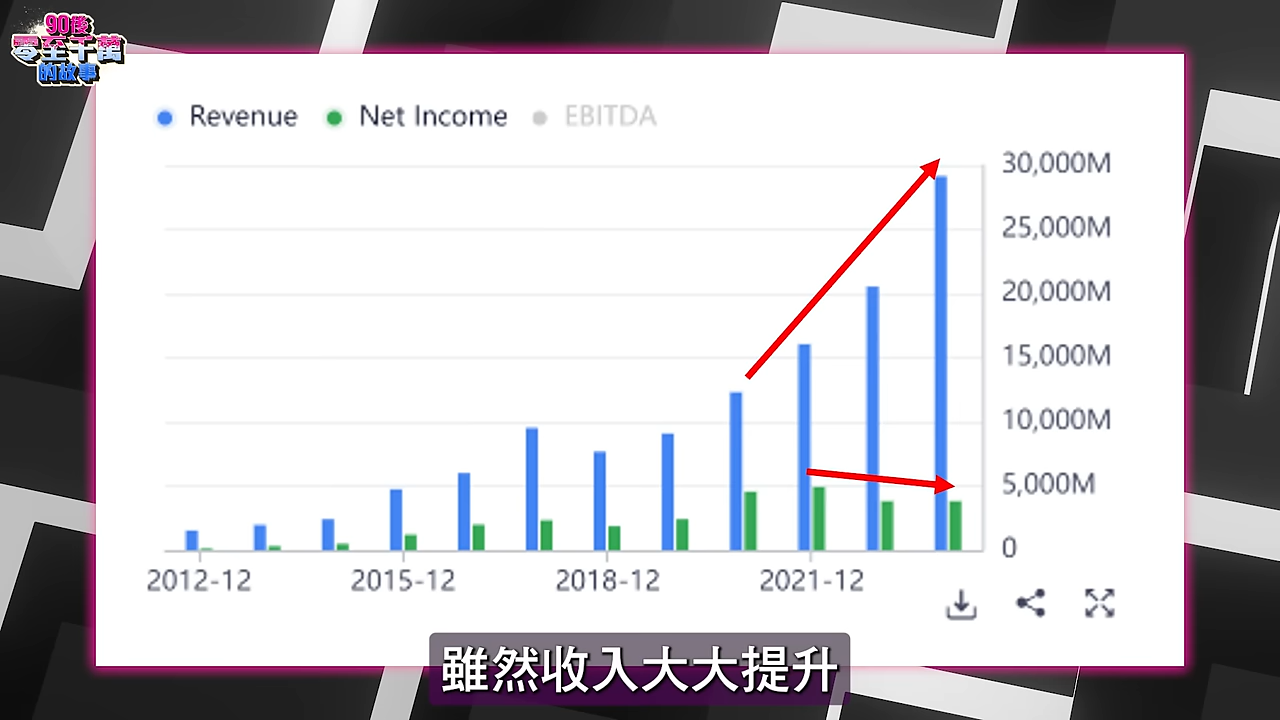 90後
零至千萬
的故事
Revenue Net Income EBITDA
30,000M
25,000M
20,000M
15,000M
10,000M
5,000M
0
2012-12 2015-12 2018-12 2021-12
雖然收入大大提升